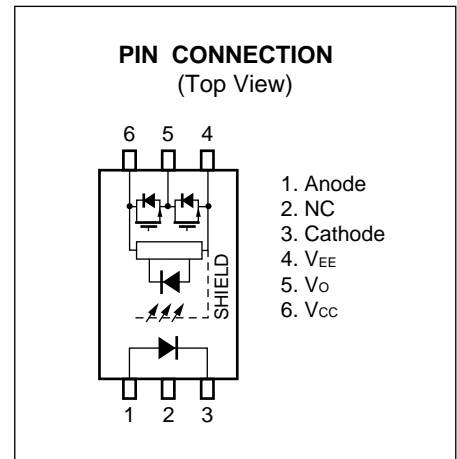 PIN CONNECTION
(Top View)
6 5 4
1. Anode
2. NC
3. Cathode
4. VEE
5. VO
6. VCC
SHIELD
1 2 3